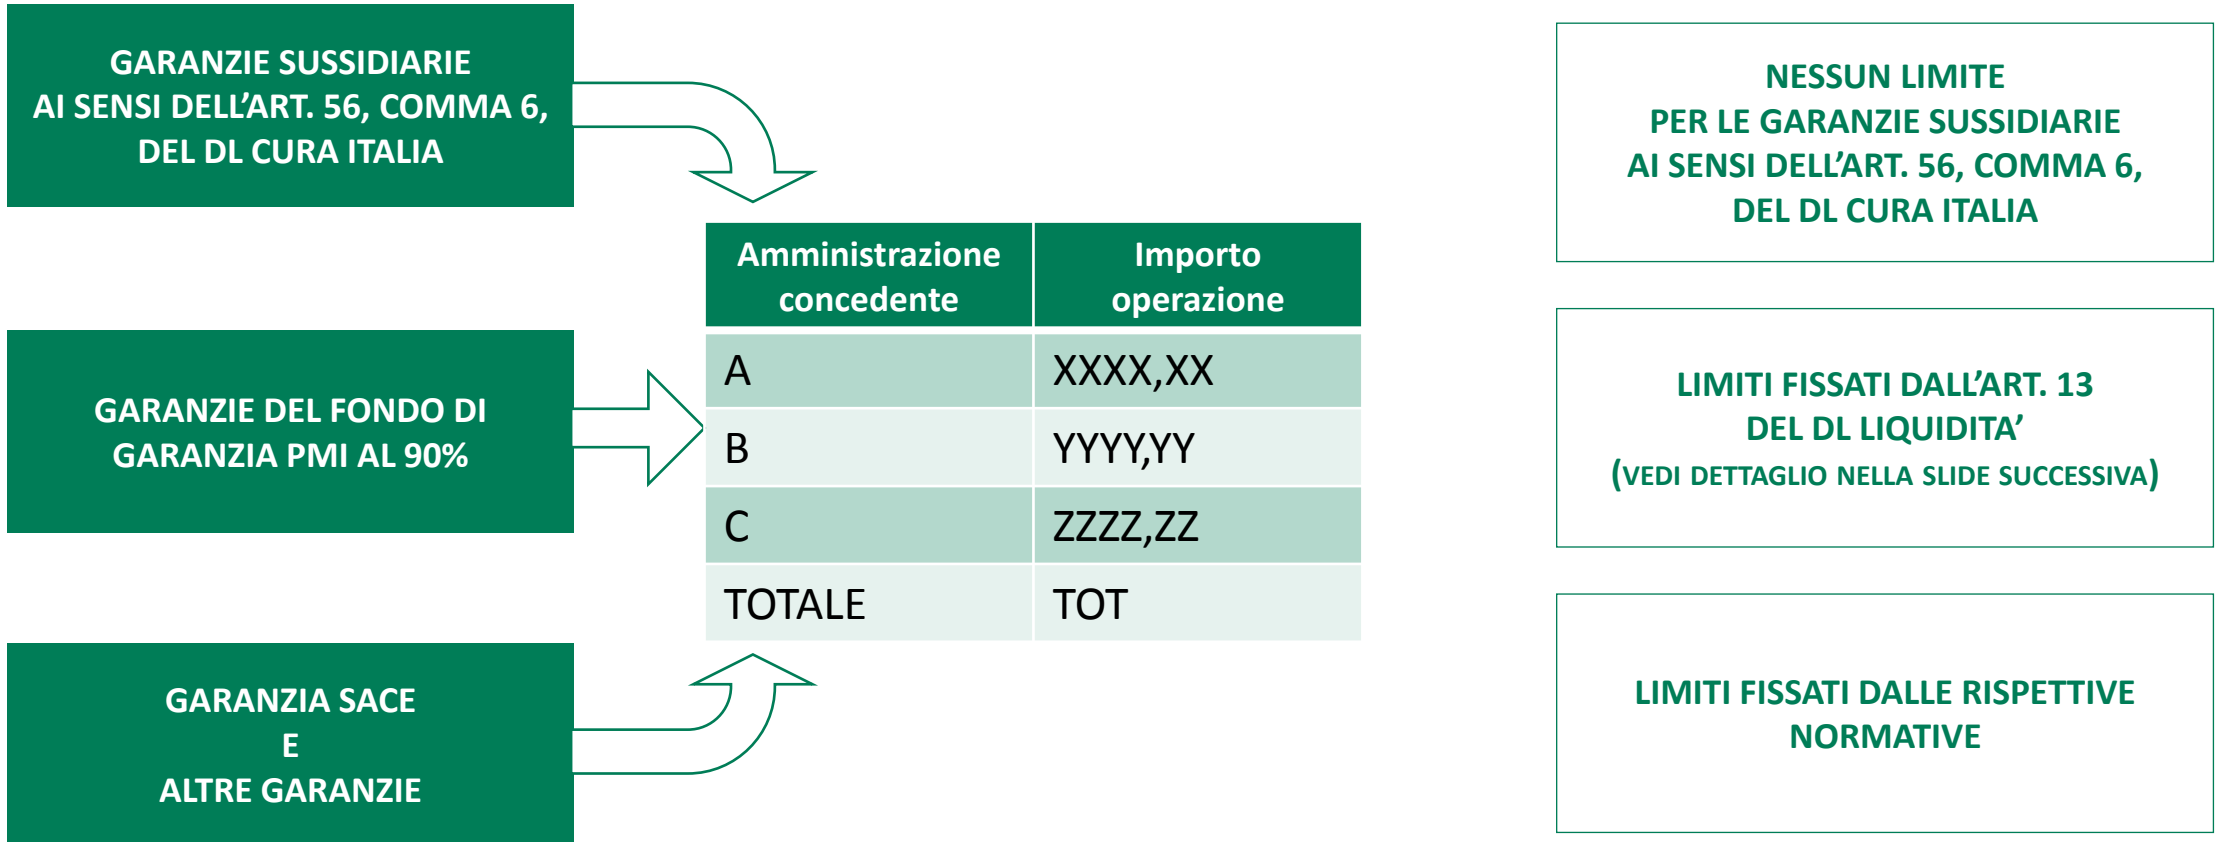 GARANZIE SUSSIDIARIE
AI SENSI DELL’ART. 56, COMMA 6,
DEL DL CURA ITALIA
GARANZIE DEL FONDO DI
GARANZIA PMI AL 90%
GARANZIA SACE
E
ALTRE GARANZIE
Amministrazione concedente Importo operazione
A XXXX,XX
B YYYY,YY
C ZZZZ,ZZ
TOTALE TOT
NESSUN LIMITE
PER LE GARANZIE SUSSIDIARIE
AI SENSI DELL’ART. 56, COMMA 6,
DEL DL CURA ITALIA
LIMITI FISSATI DALL’ART. 13
DEL DL LIQUIDITA’
(VEDI DETTAGLIO NELLA SLIDE SUCCESSIVA)
LIMITI FISSATI DALLE RISPETTIVE
NORMATIVE